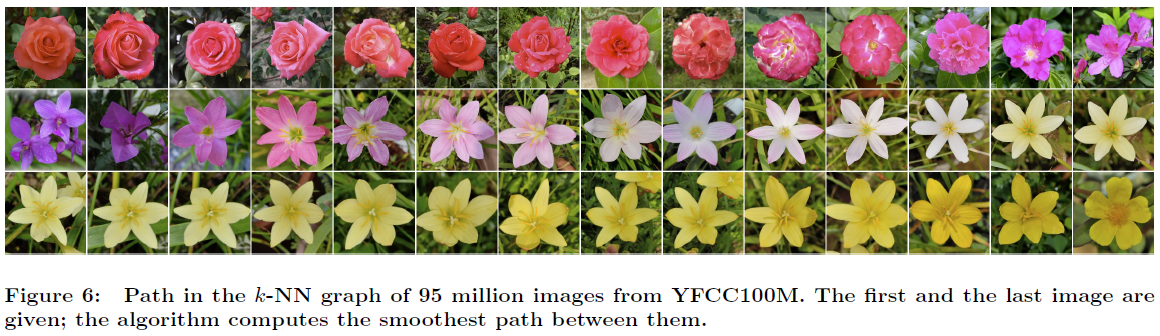 Figure 6: Path in the k-NN graph of 95 million images from YFCC100M. The first and the last image are
given; the algorithm computes the smoothest path between them.